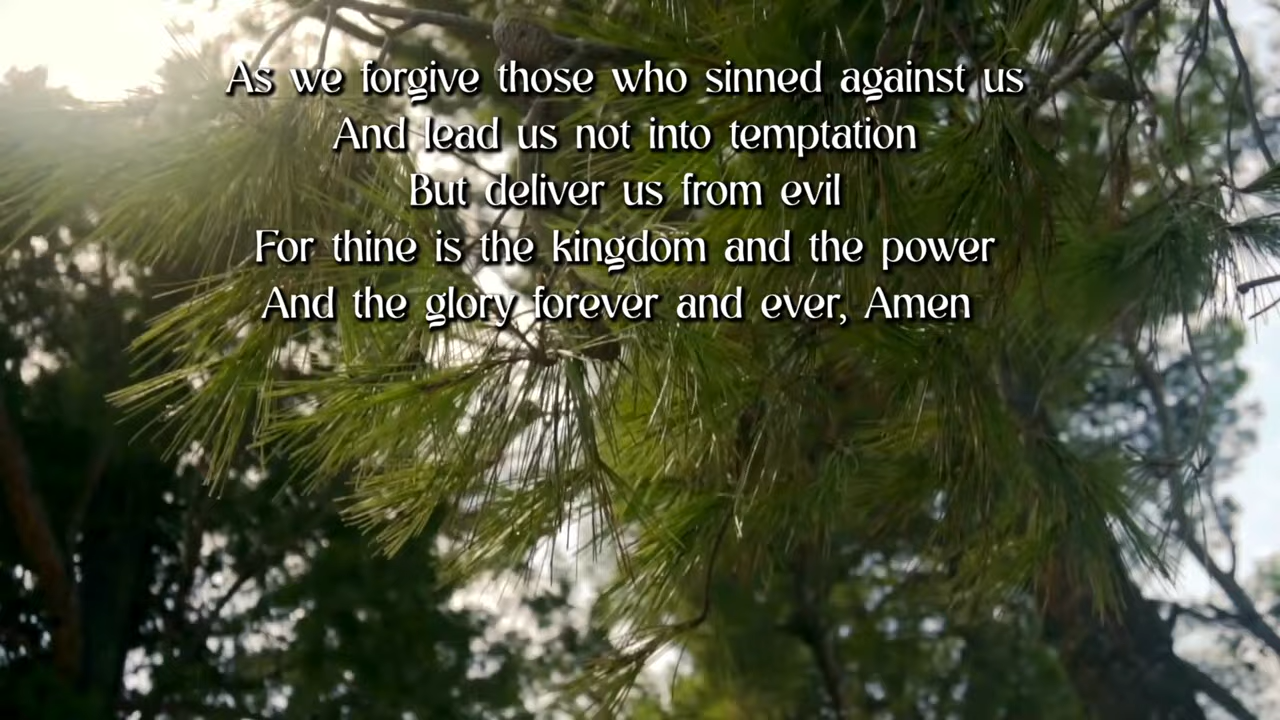 As we forgive those who sinned against us
And lead us not into temptation
But deliver us from evil
For thine is the kingdom and the power
And the glory forever and ever, Amen